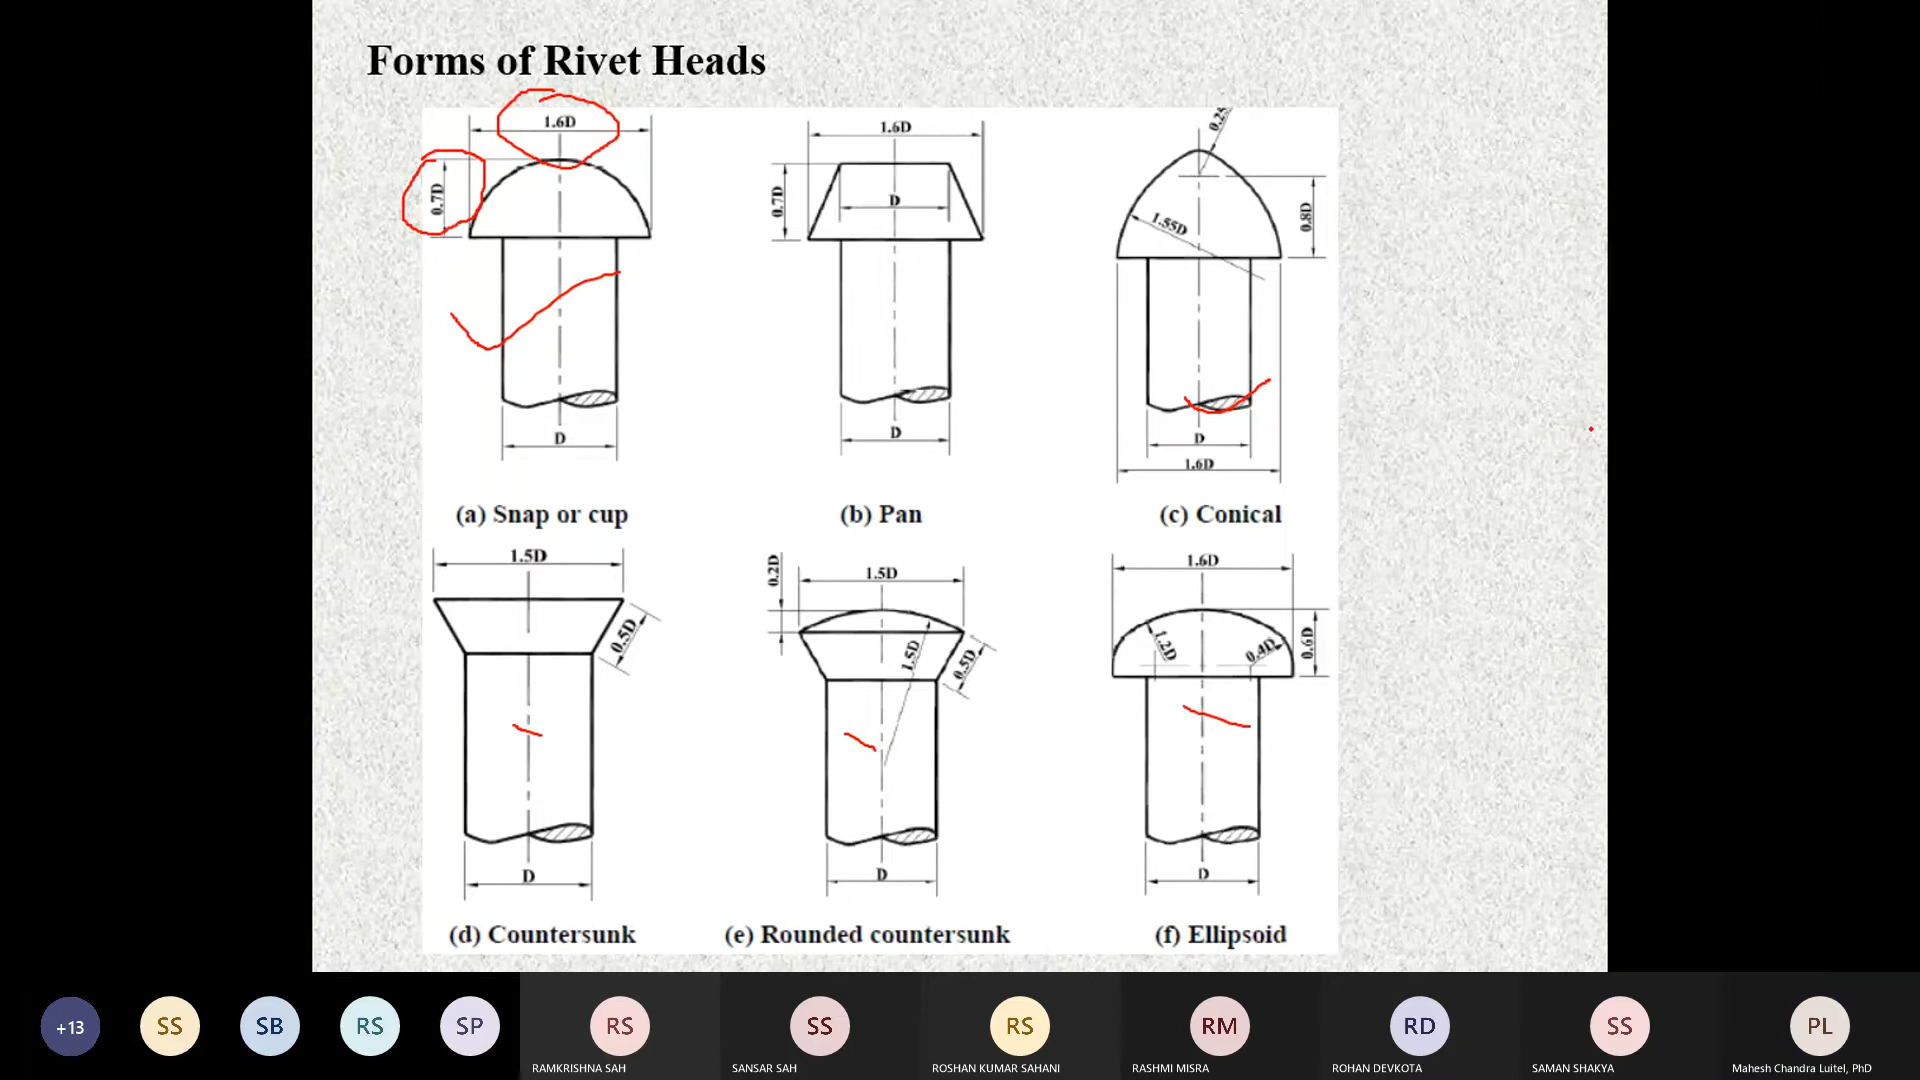 Forms of Rivet Heads
1.6D
0.7D
D
(a) Snap or cup
1.6D
0.7D
D
D
(b) Pan
1.55D
0.8D
D
1.6D
(c) Conical
1.5D
0.5D
D
(d) Countersunk
0.2D
1.5D
1.5D
0.5D
D
(e) Rounded countersunk
1.6D
1.2D
0.4D
0.6D
D
(f) Ellipsoid
+13
SS
SB
RS
SP
RS
RAMKRISHNA SAH
SS
SANSAR SAH
RS
ROSHAN KUMAR SAHANI
RM
RASHMI MISRA
RD
ROHAN DEVKOTA
SS
SAMAN SHAKYA
PL
Mahesh Chandra Luitel, PhD